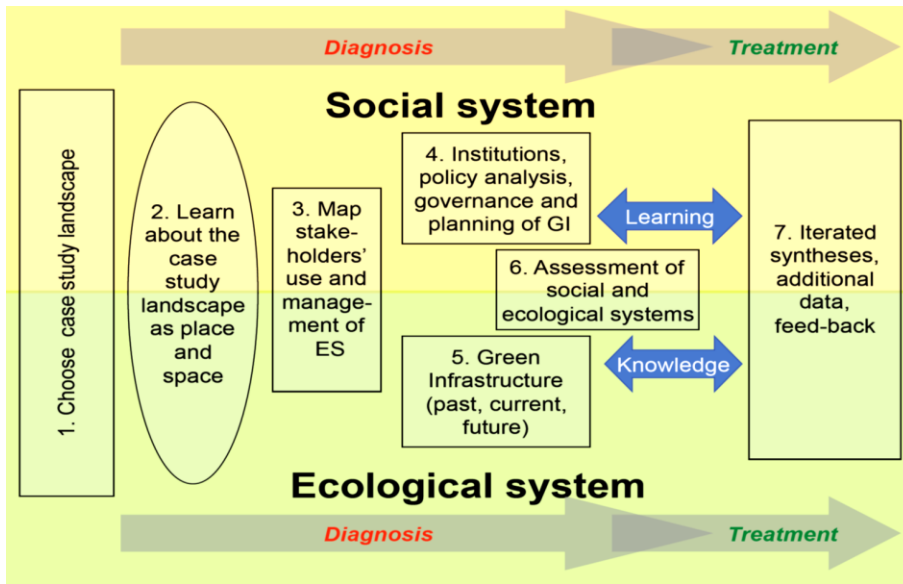 Diagnosis
Treatment
Social system
1. Choose case study landscape
2. Learn
about the
case
study
landscape
as place
and
space
3. Map
stake-
holders’
use and
manage-
ment of
ES
4. Institutions,
policy analysis,
governance and
planning of GI
Learning
6. Assessment of
social and
ecological systems
5. Green
Infrastructure
(past, current,
future)
Knowledge
7. Iterated
syntheses,
additional
data,
feed-back
Ecological system
Diagnosis
Treatment